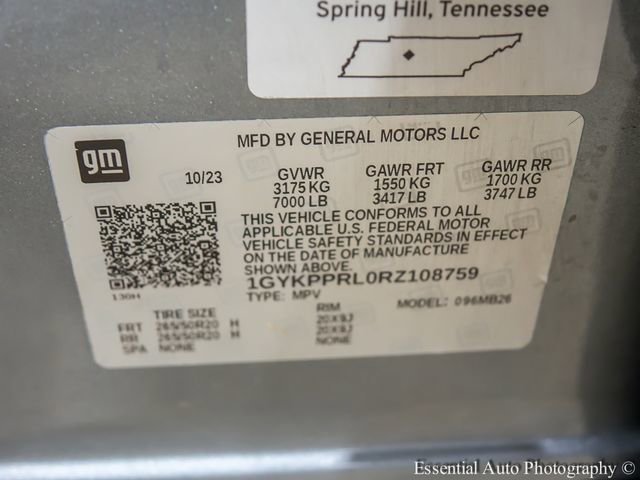 Spring Hill, Tennessee
MFD BY GENERAL MOTORS LLC
gm
10/23 GVWR GAWR FRT GAWR RR
3175 KG 1550 KG 1700 KG
7000 LB 3417 LB 3747 LB
THIS VEHICLE CONFORMS TO ALL
APPLICABLE U.S. FEDERAL MOTOR
VEHICLE SAFETY STANDARDS IN EFFECT
ON THE DATE OF MANUFACTURE
SHOWN ABOVE.
1GYKPPRL0RZ108759
TYPE: MPV MODEL: 096MB26
130H
TIRE SIZE RIM
FRT 265/50R20 H 20X9J
RR 265/50R20 H 20X9J
SPA NONE NONE
Essential Auto Photography ©